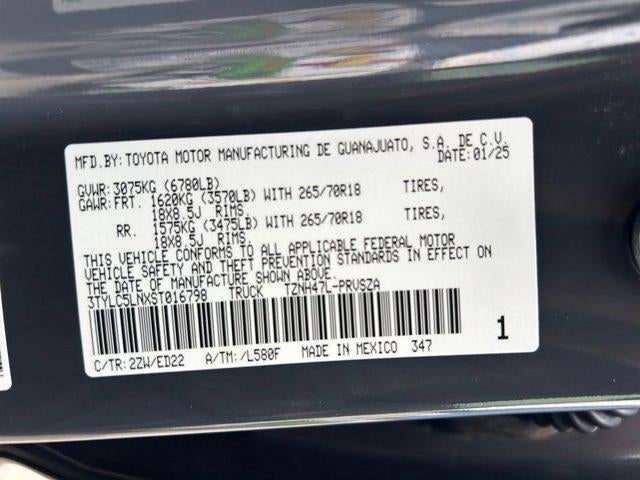 MFD.BY:TOYOTA MOTOR MANUFACTURING DE GUANAJUATO, S.A. DE C.V.
DATE:01/25
GVWR:3075KG (6780LB)
GAWR:FRT. 1620KG (3570LB) WITH 265/70R18 TIRES,
18X8.5J RIMS.
RR. 1575KG (3475LB) WITH 265/70R18 TIRES,
18X8.5J RIMS.
THIS VEHICLE CONFORMS TO ALL APPLICABLE FEDERAL MOTOR
VEHICLE SAFETY AND THEFT PREVENTION STANDARDS IN EFFECT ON
THE DATE OF MANUFACTURE SHOWN ABOVE.
3TYLC5LNXST016798 TRUCK TZNH47L-PRVSZA
1
C/TR:2ZW/ED22 A/TM:/L580F MADE IN MEXICO 347